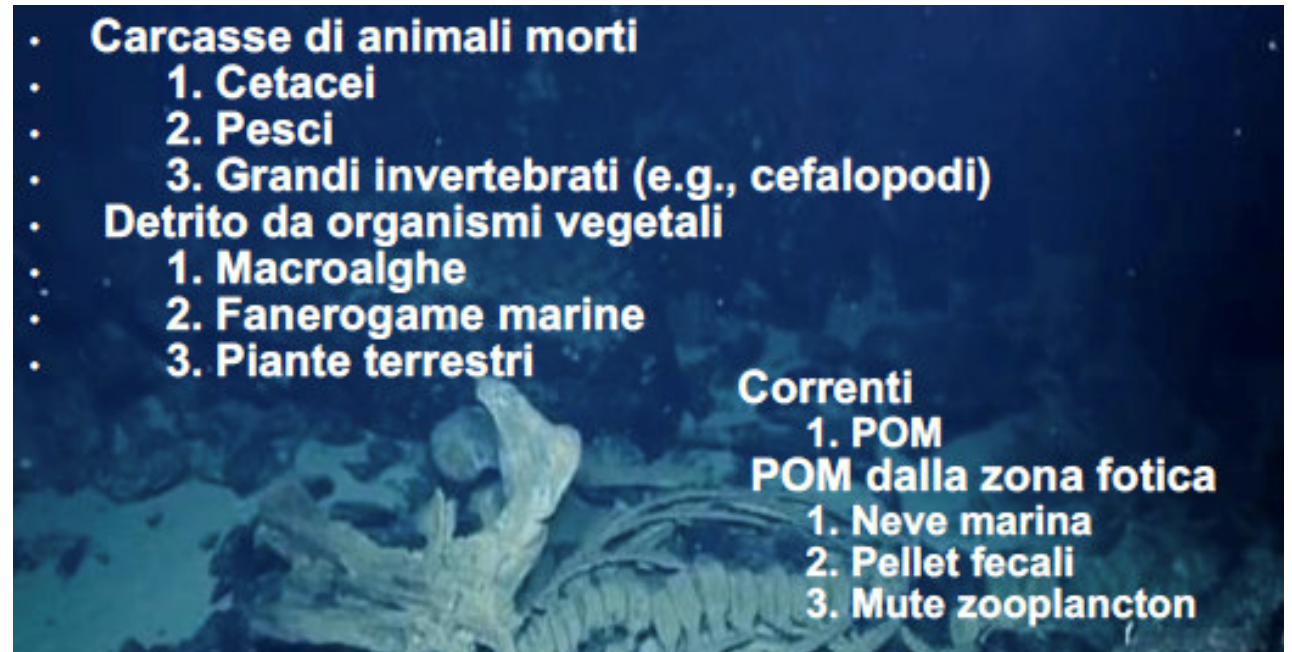 • Carcasse di animali morti
• 1. Cetacei
• 2. Pesci
• 3. Grandi invertebrati (e.g., cefalopodi)
• Detrito da organismi vegetali
• 1. Macroalghe
• 2. Fanerogame marine
• 3. Piante terrestri
Correnti
1. POM
POM dalla zona fotica
1. Neve marina
2. Pellet fecali
3. Mute zooplancton